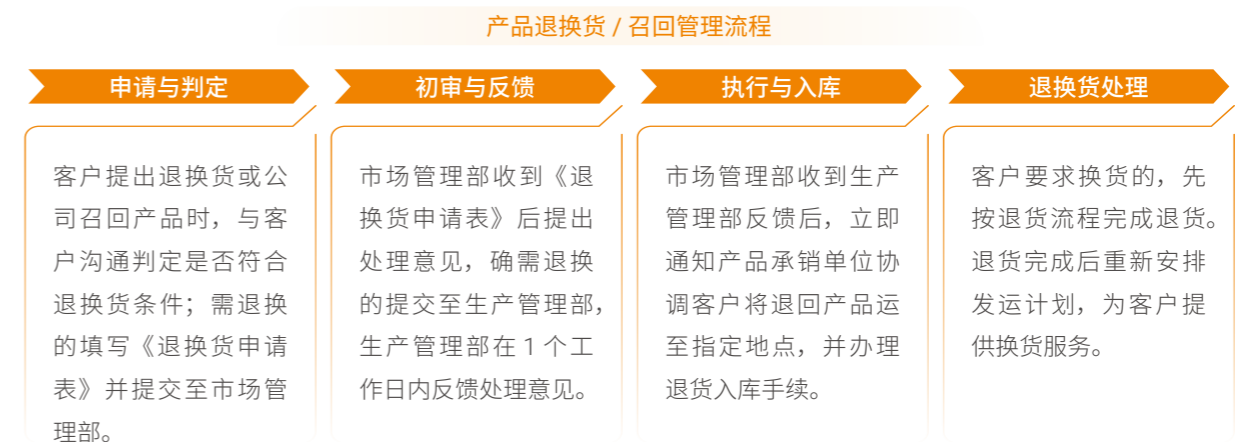 产品退换货 / 召回管理流程
申请与判定
客户提出退换货或公
司召回产品时，与客
户沟通判定是否符合
退换货条件；需退换
的填写《退换货申请
表》并提交至市场管
理部。
初审与反馈
市场管理部收到《退
换货申请表》后提出
处理意见，确需退换
的提交至生产管理部，
生产管理部在 1 个工
作日内反馈处理意见。
执行与入库
市场管理部收到生产
管理部反馈后，立即
通知产品承销单位协
调客户将退回产品运
至指定地点，并办理
退货入库手续。
退换货处理
客户要求换货的，先
按退货流程完成退货。
退货完成后重新安排
发运计划，为客户提
供换货服务。